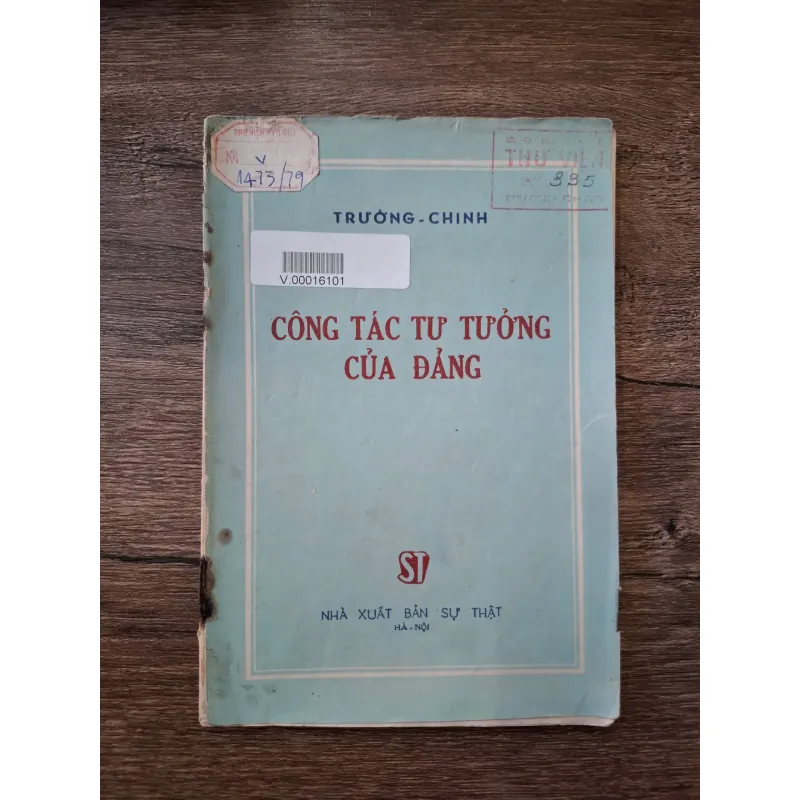 V
1473/79
THƯ VIỆN
335
TRƯỜNG-CHINH
V.00016101
CÔNG TÁC TƯ TƯỞNG
CỦA ĐẢNG
ST
NHÀ XUẤT BẢN SỰ THẬT
HÀ-NỘI